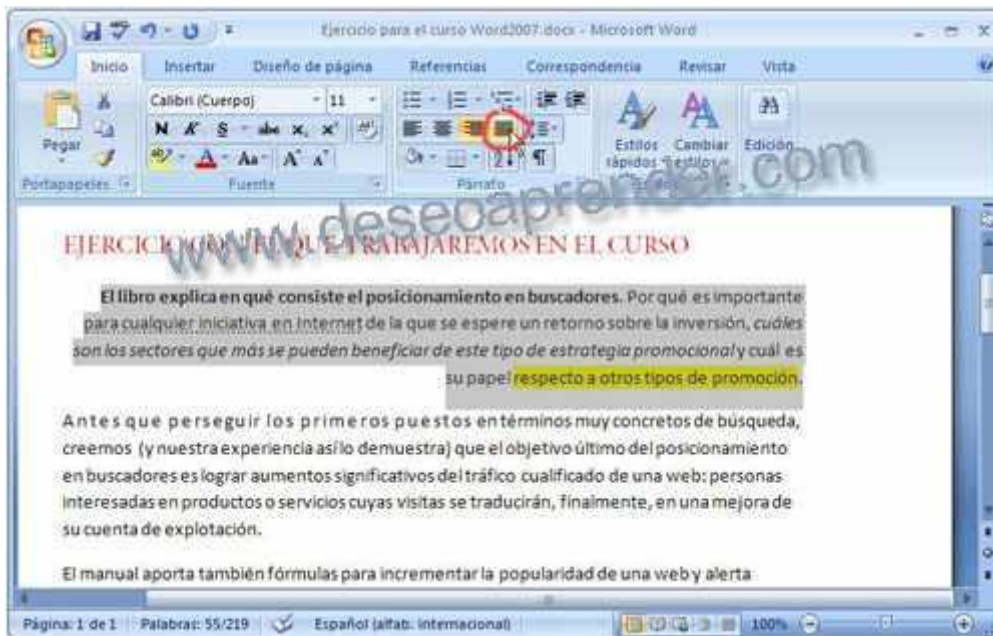 Ejercicio para el curso Word2007.docx - Microsoft Word
Inicio Insertar Diseño de página Referencias Correspondencia Revisar Vista
Calibri (Cuerpo) 11
N K S abe x, x²
Pegar
Aa A A
Estilos rápidos Cambiar estilos Edición
Portapapeles Fuente Párrafo
www.deseoaprender.com
EJERCICIO CON EL QUE TRABAJAREMOS EN EL CURSO
El libro explica en qué consiste el posicionamiento en buscadores. Por qué es importante
para cualquier iniciativa en Internet de la que se espere un retorno sobre la inversión, cuáles
son los sectores que más se pueden beneficiar de este tipo de estrategia promocional y cuál es
su papel respecto a otros tipos de promoción.
Antes que perseguir los primeros puestos en términos muy concretos de búsqueda,
creemos (y nuestra experiencia así lo demuestra) que el objetivo último del posicionamiento
en buscadores es lograr aumentos significativos del tráfico cualificado de una web: personas
interesadas en productos o servicios cuyas visitas se traducirán, finalmente, en una mejora de
su cuenta de explotación.
El manual aporta también fórmulas para incrementar la popularidad de una web y alerta
Página: 1 de 1 Palabras: 55/219 Español (alfab. internacional) 100%